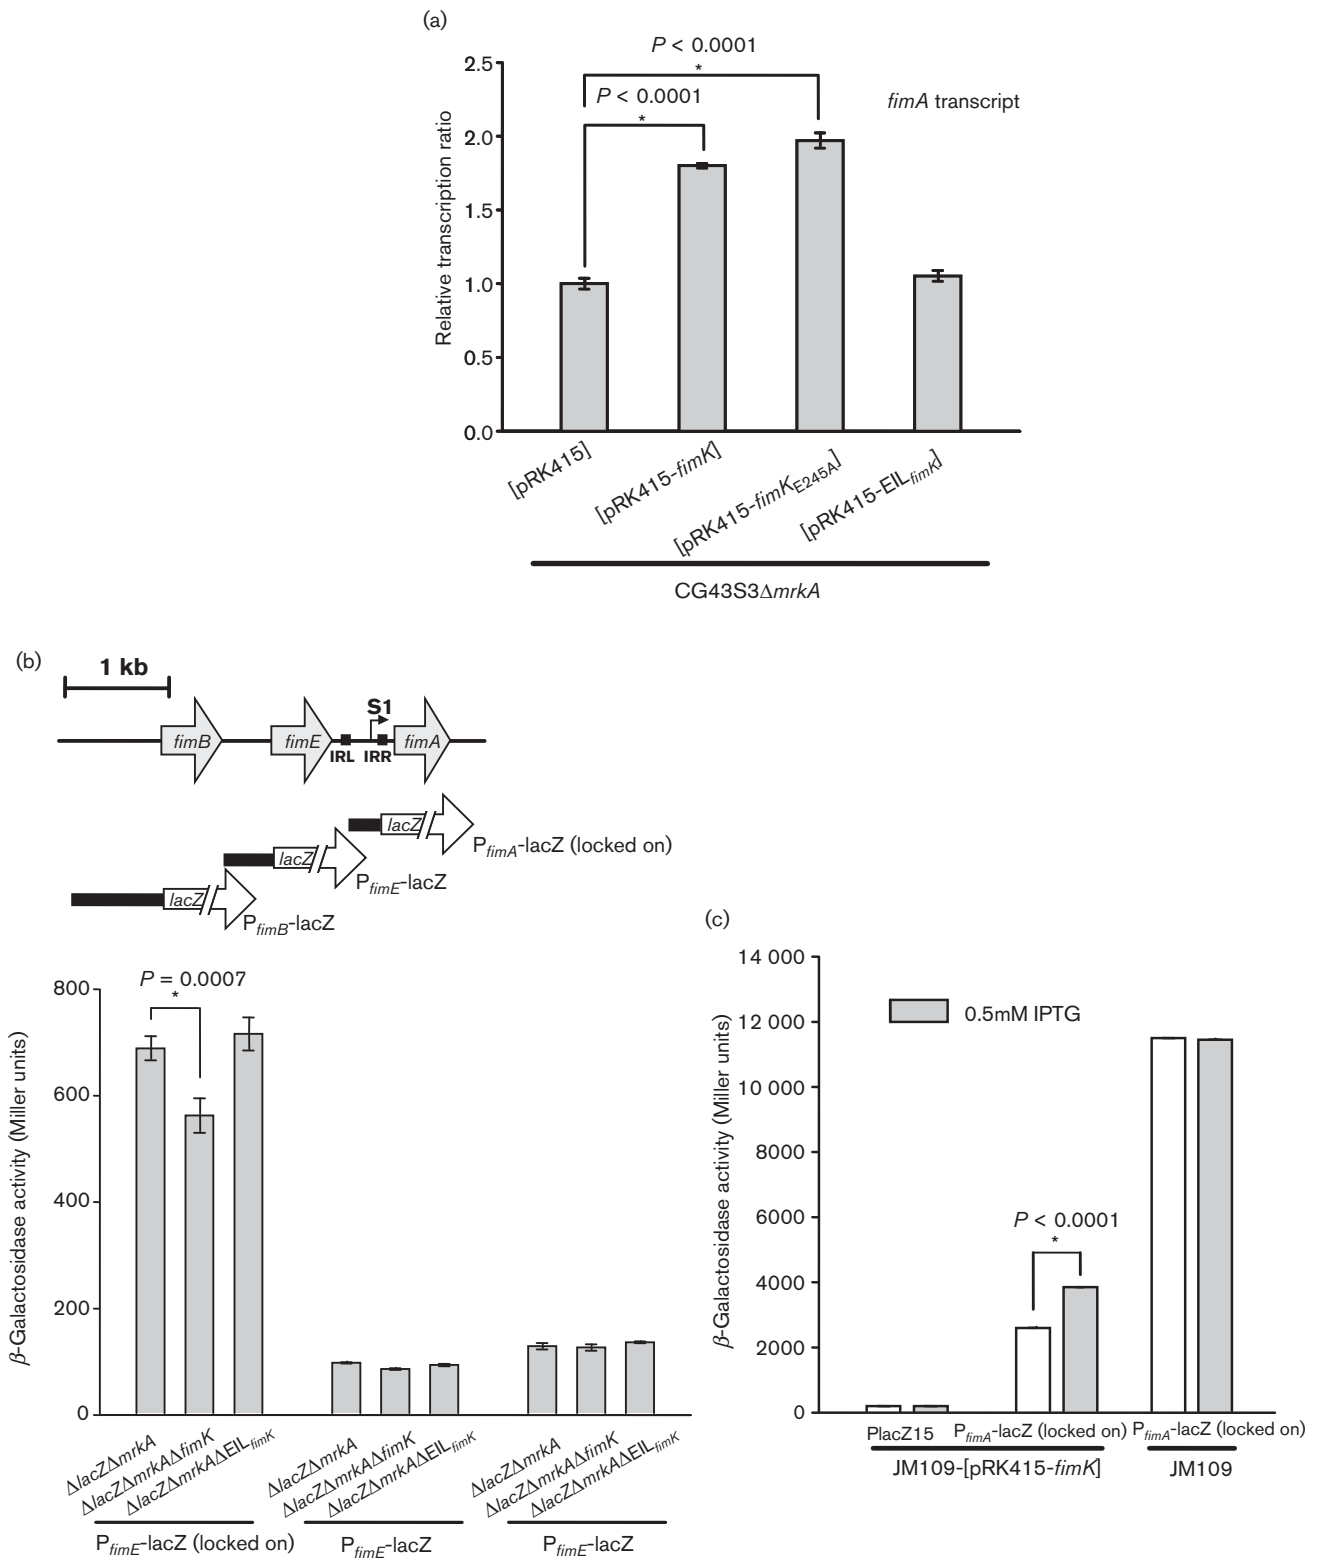 (a)
P < 0.0001
*
P < 0.0001
*
fimA transcript
Relative transcription ratio
2.5
2.0
1.5
1.0
0.5
0.0
[pRK415]
[pRK415-fimK]
[pRK415-fimK E245A]
[pRK415-EIL fimK]
CG43S3ΔmrkA
(b)
1 kb
S1
fimB
fimE
fimA
IRL
IRR
lacZ
PfimA-lacZ (locked on)
lacZ
PfimE-lacZ
lacZ
PfimB-lacZ
P = 0.0007
*
β-Galactosidase activity (Miller units)
800
600
400
200
0
ΔlacZΔmrkA
ΔlacZΔmrkAΔfimK
ΔlacZΔmrkAΔEILfimK
ΔlacZΔmrkA
ΔlacZΔmrkAΔfimK
ΔlacZΔmrkAΔEILfimK
ΔlacZΔmrkA
ΔlacZΔmrkAΔfimK
ΔlacZΔmrkAΔEILfimK
PfimE-lacZ (locked on)
PfimE-lacZ
PfimE-lacZ
(c)
0.5mM IPTG
P < 0.0001
*
β-Galactosidase activity (Miller units)
14 000
12 000
10 000
8000
6000
4000
2000
0
PlacZ15
PfimA-lacZ (locked on)
PfimA-lacZ (locked on)
JM109-[pRK415-fimK]
JM109